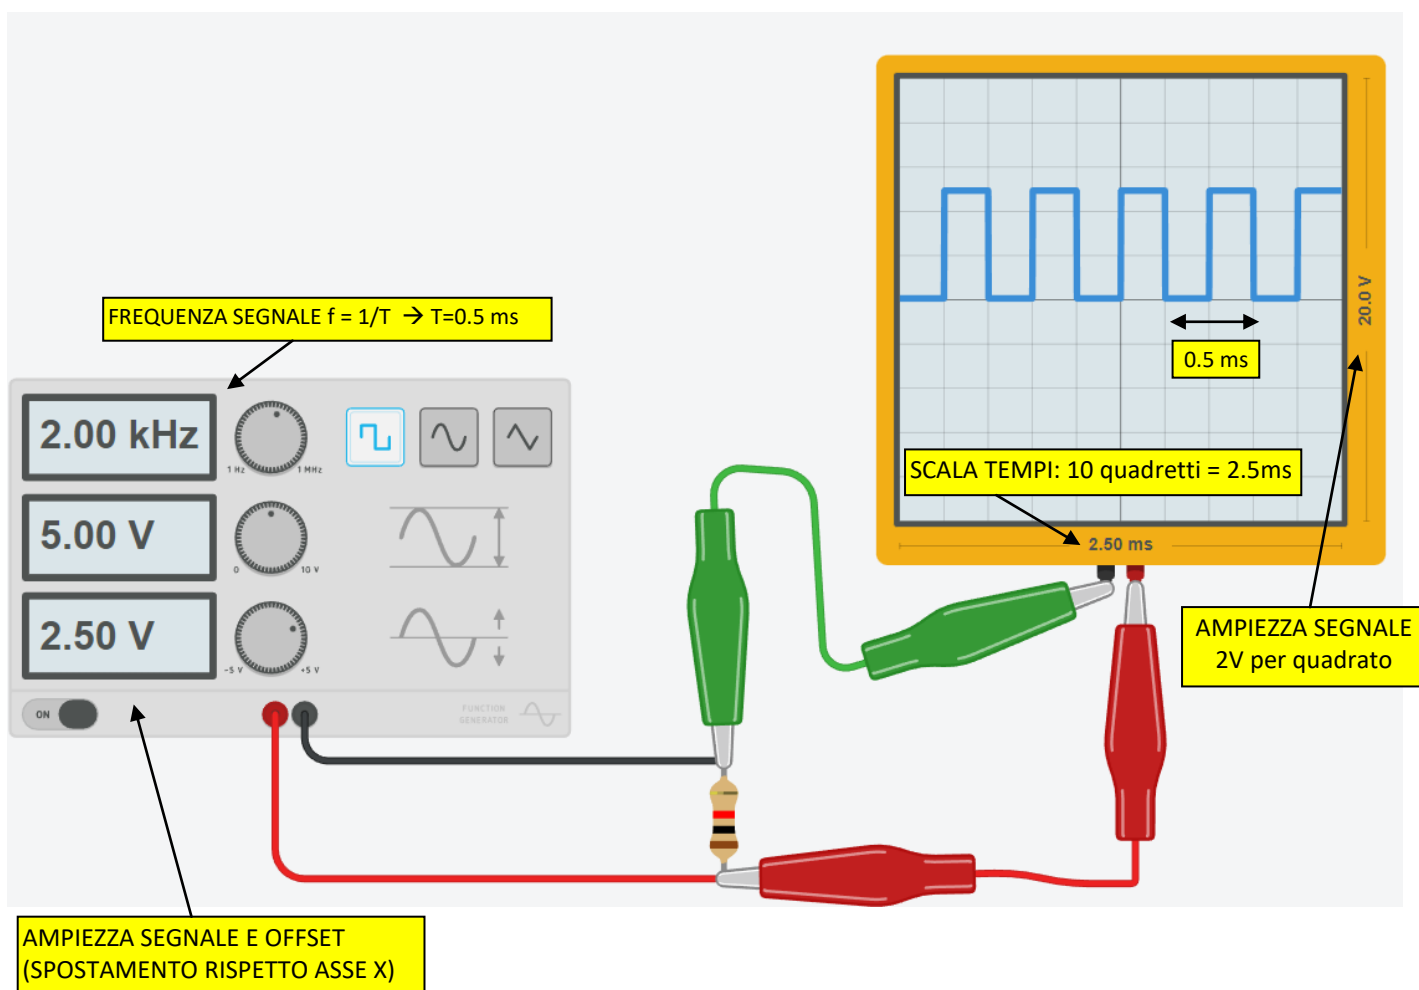 FREQUENZA SEGNALE f = 1/T → T=0.5 ms
2.00 kHz
1 Hz
1 MHz
5.00 V
0
10 V
2.50 V
-5 V
+5 V
ON
FUNCTION
GENERATOR
AMPIEZZA SEGNALE E OFFSET
(SPOSTAMENTO RISPETTO ASSE X)
20.0 V
0.5 ms
SCALA TEMPI: 10 quadretti = 2.5ms
2.50 ms
AMPIEZZA SEGNALE
2V per quadrato